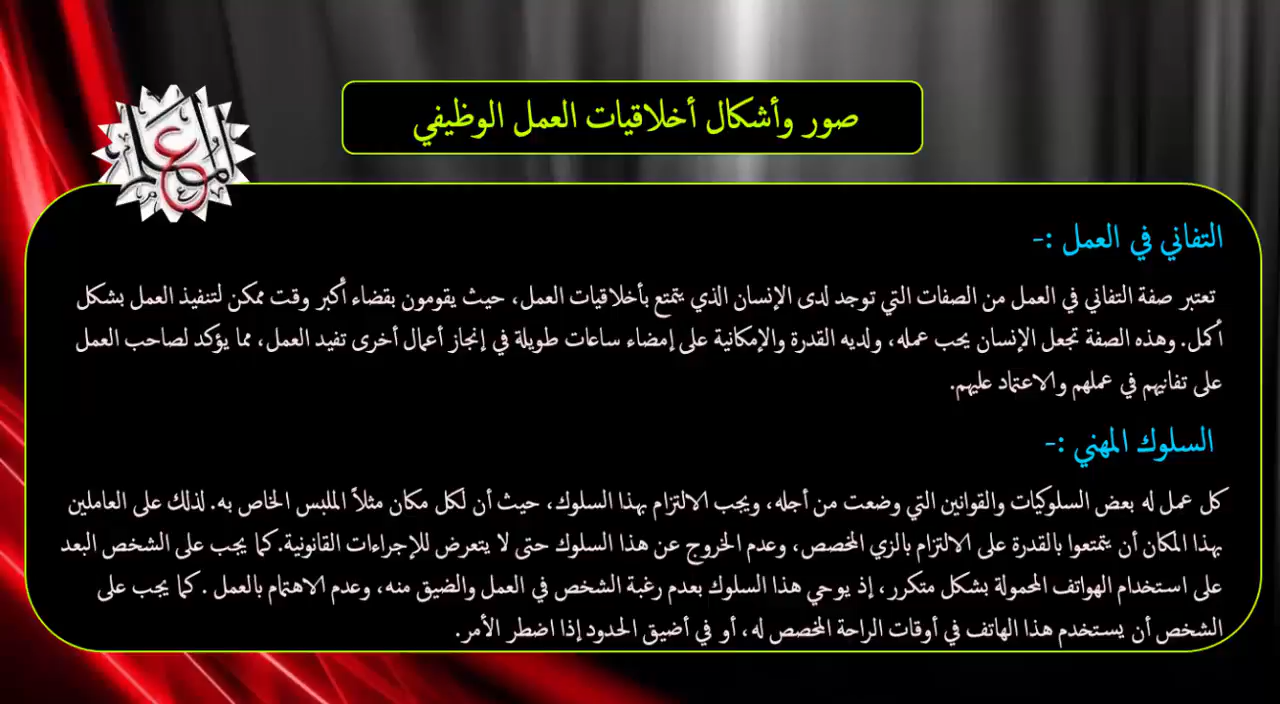 صور وأشكال أخلاقيات العمل الوظيفي
المعلم
التفاني في العمل :-
تعتبر صفة التفاني في العمل من الصفات التي توجد لدى الإنسان الذي يتمتع بأخلاقيات العمل، حيث يقومون بقضاء أكبر وقت ممكن لتنفيذ العمل بشكل
أكمل. وهذه الصفة تجعل الإنسان يحب عمله، ولديه القدرة والإمكانية على إمضاء ساعات طويلة في إنجاز أعمال أخرى تفيد العمل، مما يؤكد لصاحب العمل
على تفانيهم في عملهم والاعتماد عليهم.
السلوك المهني :-
كل عمل له بعض السلوكيات والقوانين التي وضعت من أجله، ويجب الالتزام بهذا السلوك، حيث أن لكل مكان مثلاً الملبس الخاص به. لذلك على العاملين
بهذا المكان أن يتمتعوا بالقدرة على الالتزام بالزي المخصص، وعدم الخروج عن هذا السلوك حتى لا يتعرض للإجراءات القانونية.كما يجب على الشخص البعد
على استخدام الهواتف المحمولة بشكل متكرر، إذ يوحي هذا السلوك بعدم رغبة الشخص في العمل والضيق منه، وعدم الاهتمام بالعمل . كما يجب على
الشخص أن يستخدم هذا الهاتف في أوقات الراحة المخصص له، أو في أضيق الحدود إذا اضطر الأمر.